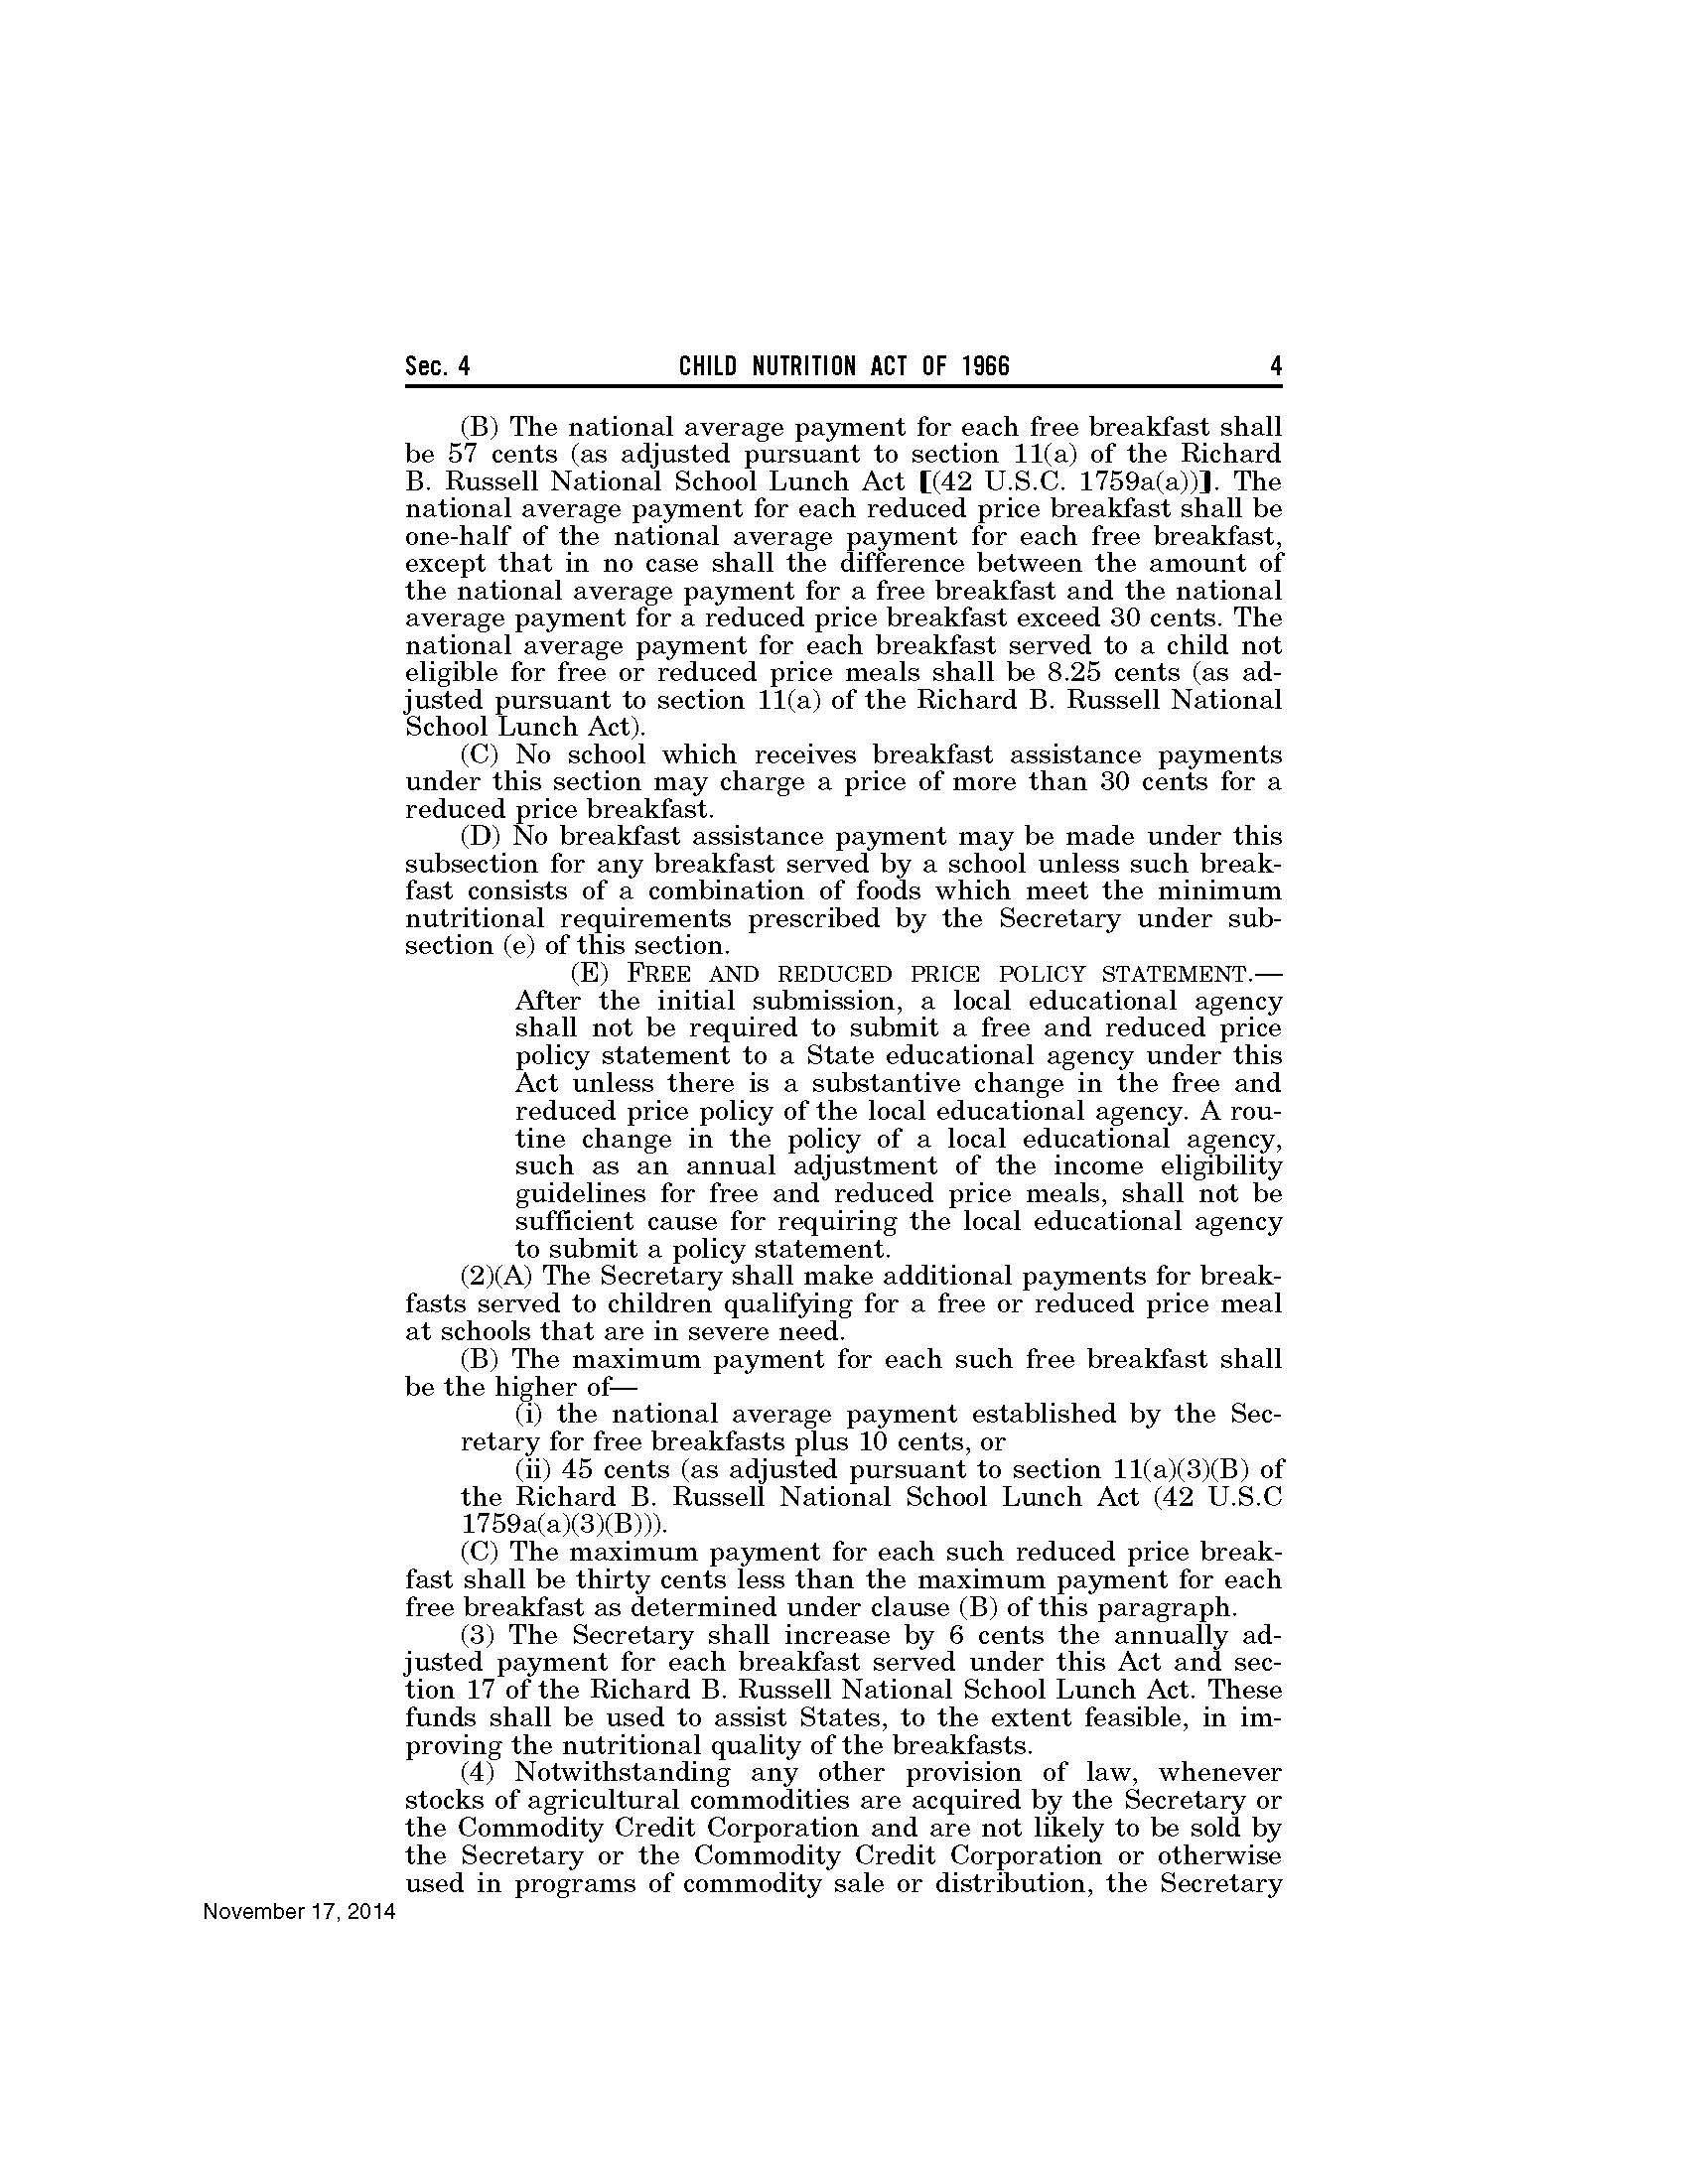 Sec. 4 CHILD NUTRITION ACT OF 1966 4
(B) The national average payment for each free breakfast shall
be 57 cents (as adjusted pursuant to section 11(a) of the Richard
B. Russell National School Lunch Act ⟦(42 U.S.C. 1759a(a))⟧. The
national average payment for each reduced price breakfast shall be
one-half of the national average payment for each free breakfast,
except that in no case shall the difference between the amount of
the national average payment for a free breakfast and the national
average payment for a reduced price breakfast exceed 30 cents. The
national average payment for each breakfast served to a child not
eligible for free or reduced price meals shall be 8.25 cents (as ad-
justed pursuant to section 11(a) of the Richard B. Russell National
School Lunch Act).
(C) No school which receives breakfast assistance payments
under this section may charge a price of more than 30 cents for a
reduced price breakfast.
(D) No breakfast assistance payment may be made under this
subsection for any breakfast served by a school unless such break-
fast consists of a combination of foods which meet the minimum
nutritional requirements prescribed by the Secretary under sub-
section (e) of this section.
(E) FREE AND REDUCED PRICE POLICY STATEMENT.—
After the initial submission, a local educational agency
shall not be required to submit a free and reduced price
policy statement to a State educational agency under this
Act unless there is a substantive change in the free and
reduced price policy of the local educational agency. A rou-
tine change in the policy of a local educational agency,
such as an annual adjustment of the income eligibility
guidelines for free and reduced price meals, shall not be
sufficient cause for requiring the local educational agency
to submit a policy statement.
(2)(A) The Secretary shall make additional payments for break-
fasts served to children qualifying for a free or reduced price meal
at schools that are in severe need.
(B) The maximum payment for each such free breakfast shall
be the higher of—
(i) the national average payment established by the Sec-
retary for free breakfasts plus 10 cents, or
(ii) 45 cents (as adjusted pursuant to section 11(a)(3)(B) of
the Richard B. Russell National School Lunch Act (42 U.S.C
1759a(a)(3)(B))).
(C) The maximum payment for each such reduced price break-
fast shall be thirty cents less than the maximum payment for each
free breakfast as determined under clause (B) of this paragraph.
(3) The Secretary shall increase by 6 cents the annually ad-
justed payment for each breakfast served under this Act and sec-
tion 17 of the Richard B. Russell National School Lunch Act. These
funds shall be used to assist States, to the extent feasible, in im-
proving the nutritional quality of the breakfasts.
(4) Notwithstanding any other provision of law, whenever
stocks of agricultural commodities are acquired by the Secretary or
the Commodity Credit Corporation and are not likely to be sold by
the Secretary or the Commodity Credit Corporation or otherwise
used in programs of commodity sale or distribution, the Secretary
November 17, 2014